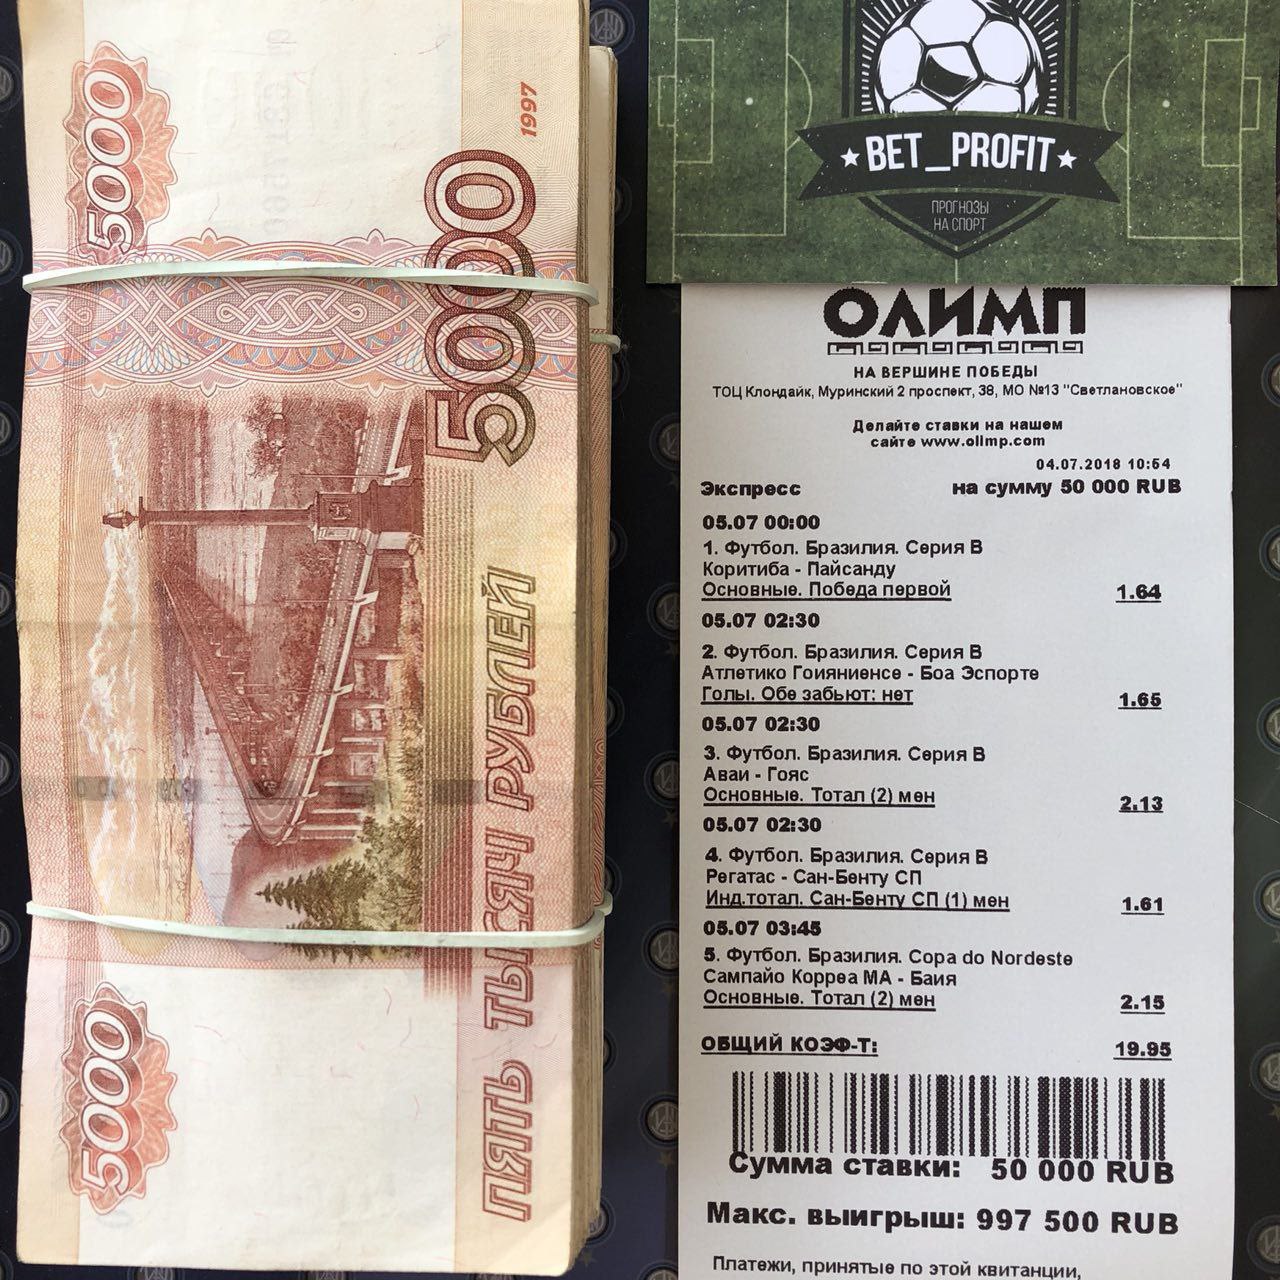 5000
1997
5000
ПЯТЬ ТЫСЯЧ РУБЛЕЙ
5000
BET_PROFIT
ПРОГНОЗЫ
НА СПОРТ
ОЛИМП
НА ВЕРШИНЕ ПОБЕДЫ
ТОЦ Клондайк, Муринский 2 проспект, 38, МО №13 "Светлановское"
Делайте ставки на нашем
сайте www.olimp.com
04.07.2018 10:54
Экспресс на сумму 50 000 RUB
05.07 00:00
1. Футбол. Бразилия. Серия B
Коритиба - Пайсанду
Основные. Победа первой 1.64
05.07 02:30
2. Футбол. Бразилия. Серия B
Атлетико Гоияниенсе - Боа Эспорте
Голы. Обе забьют: нет 1.65
05.07 02:30
3. Футбол. Бразилия. Серия B
Аваи - Гояс
Основные. Тотал (2) мен 2.13
05.07 02:30
4. Футбол. Бразилия. Серия B
Регатас - Сан-Бенту СП
Инд.тотал. Сан-Бенту СП (1) мен 1.61
05.07 03:45
5. Футбол. Бразилия. Copa do Nordeste
Сампайо Корреа МА - Баия
Основные. Тотал (2) мен 2.15
ОБЩИЙ КОЭФ-Т: 19.95
Сумма ставки: 50 000 RUB
Макс. выигрыш: 997 500 RUB
Платежи, принятые по этой квитанции,